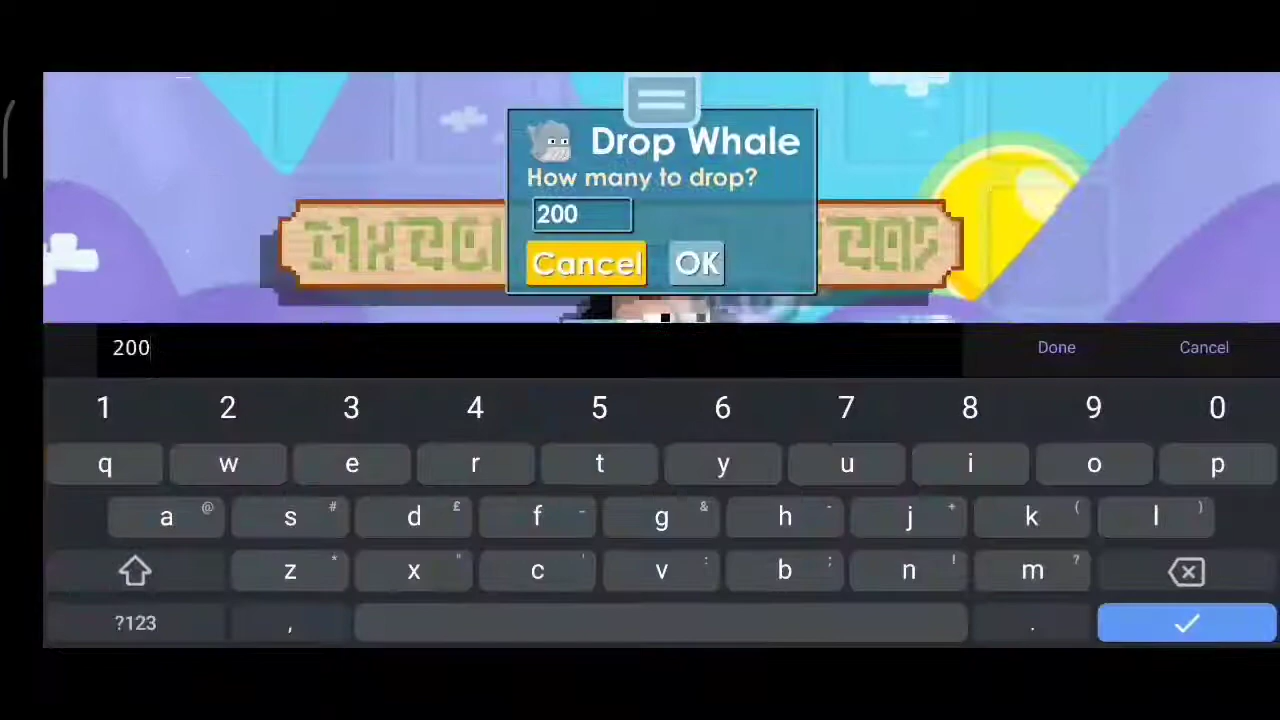 Drop Whale
How many to drop?
200
Cancel OK
200 Done Cancel
1 2 3 4 5 6 7 8 9 0
q w e r t y u i o p
a @ s # d £ f _ g & h - j + k ( l )
z * x " c ' v : b ; n ! m ?
?123 , .